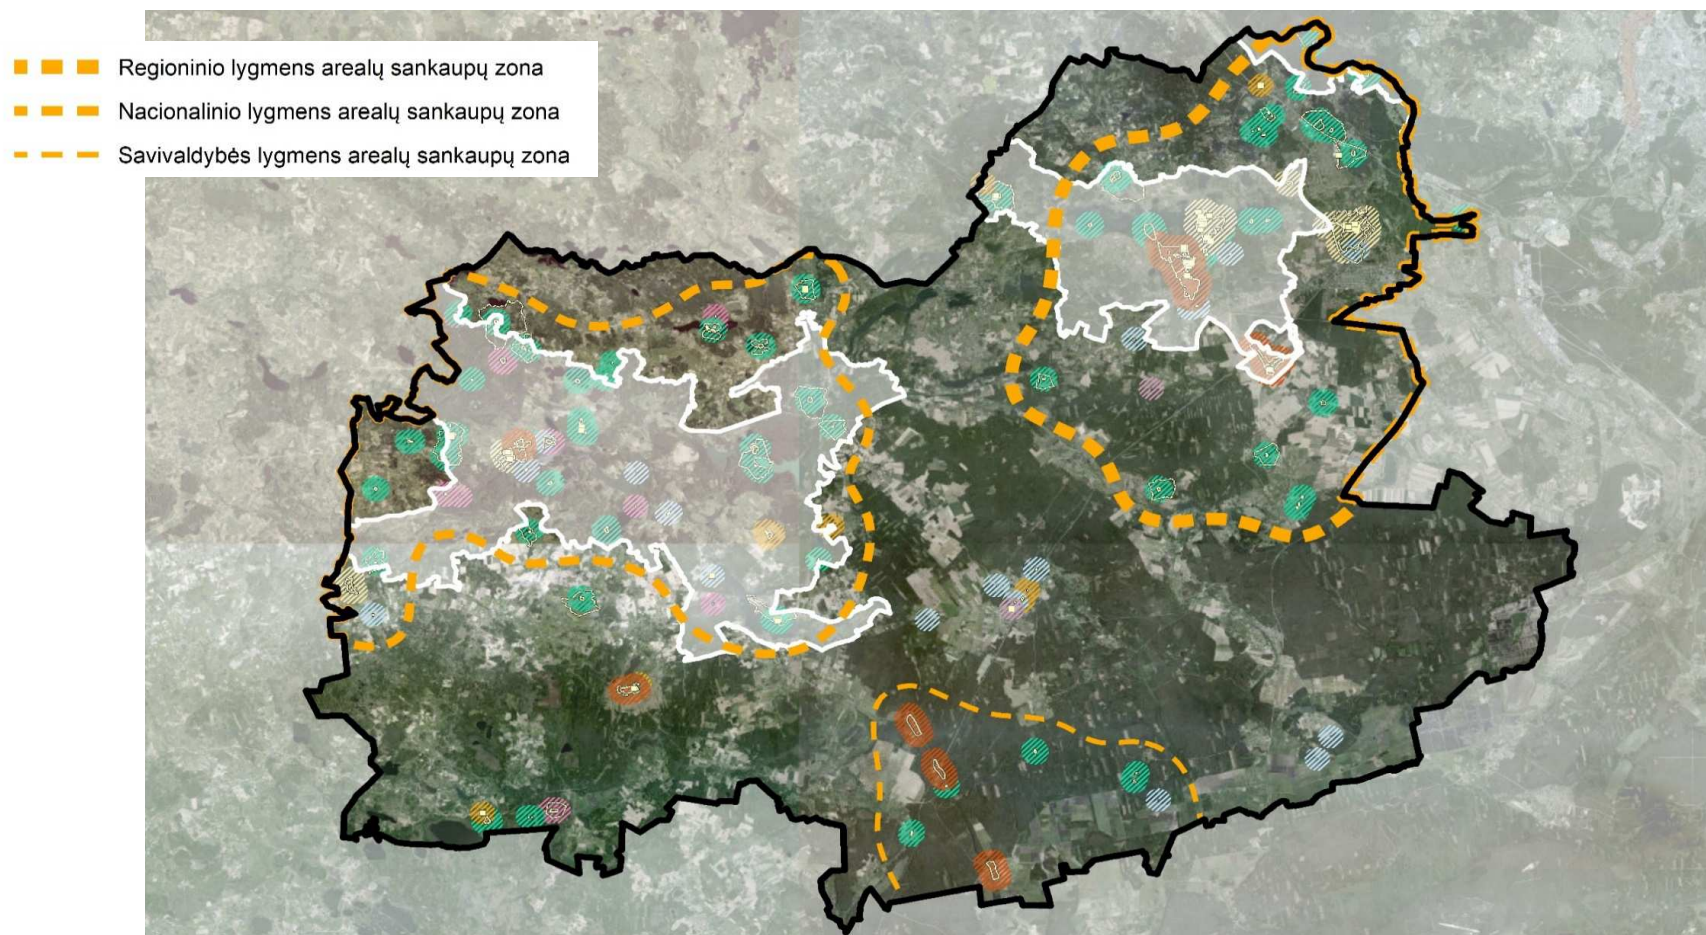 Regioninio lygmens arealų sankaupų zona
Nacionalinio lygmens arealų sankaupų zona
Savivaldybės lygmens arealų sankaupų zona